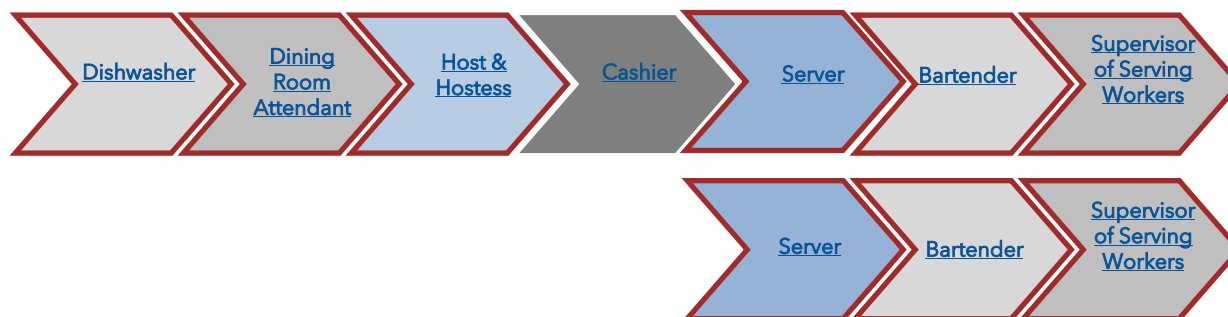 Dishwasher
Dining
Room
Attendant
Host &
Hostess
Cashier
Server
Bartender
Supervisor
of Serving
Workers
Server
Bartender
Supervisor
of Serving
Workers